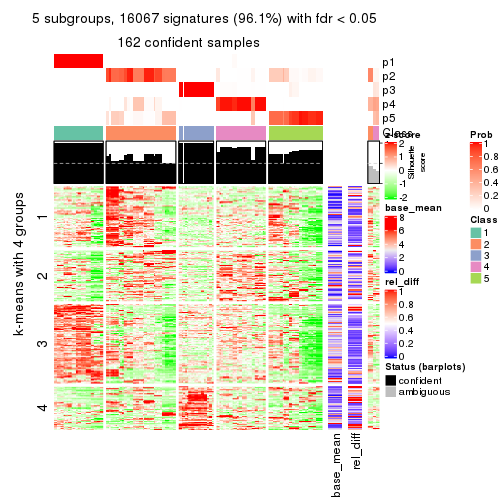 5 subgroups, 16067 signatures (96.1%) with fdr < 0.05
162 confident samples
p1
p2
p3
p4
p5
Class
k-means with 4 groups
1
2
3
4
base_mean
rel_diff
Silhouette
score
z-score
2
1
0
-1
-2
base_mean
8
6
4
2
0
rel_diff
1
0.8
0.6
0.4
0.2
0
Status (barplots)
confident
ambiguous
Prob
1
0.8
0.6
0.4
0.2
0
Class
1
2
3
4
5